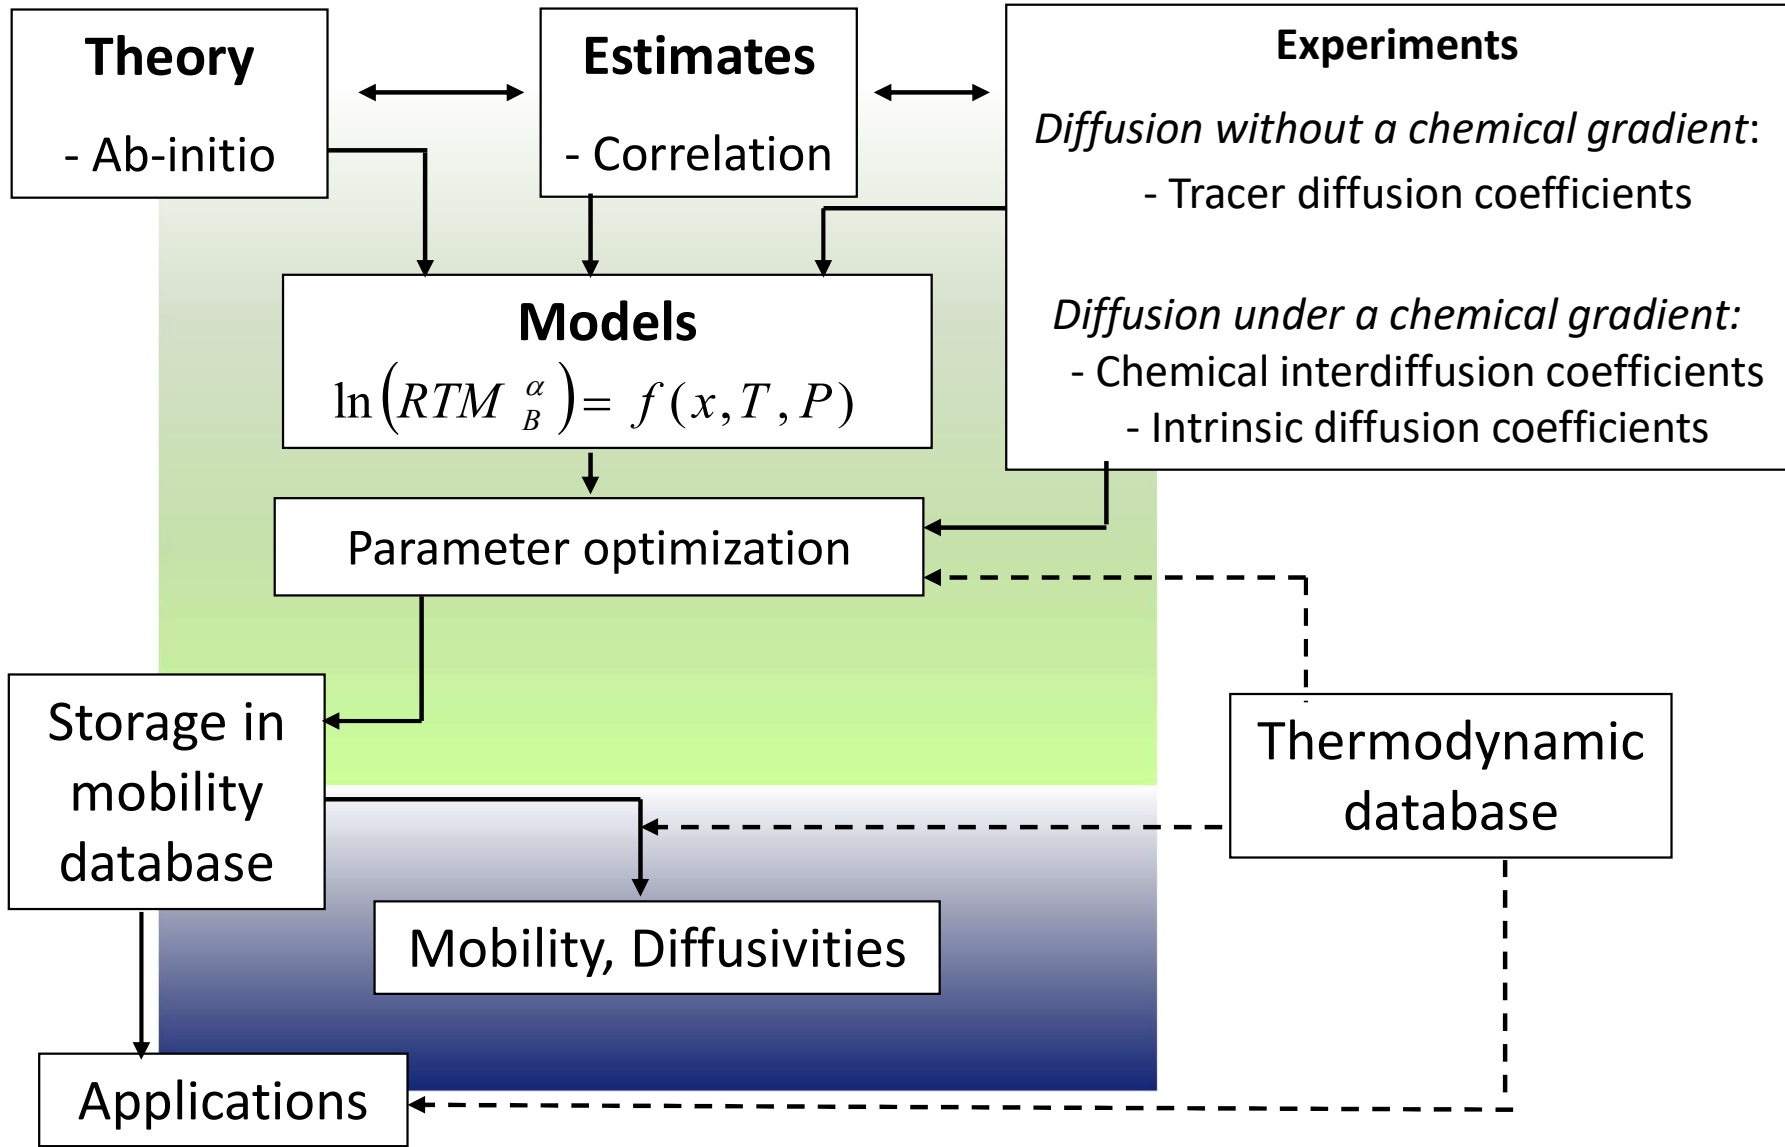 Theory
- Ab-initio
Estimates
- Correlation
Experiments
Diffusion without a chemical gradient:
- Tracer diffusion coefficients
Diffusion under a chemical gradient:
- Chemical interdiffusion coefficients
- Intrinsic diffusion coefficients
Models
ln(RTM_B^α) = f(x, T, P)
Parameter optimization
Storage in
mobility
database
Thermodynamic
database
Mobility, Diffusivities
Applications